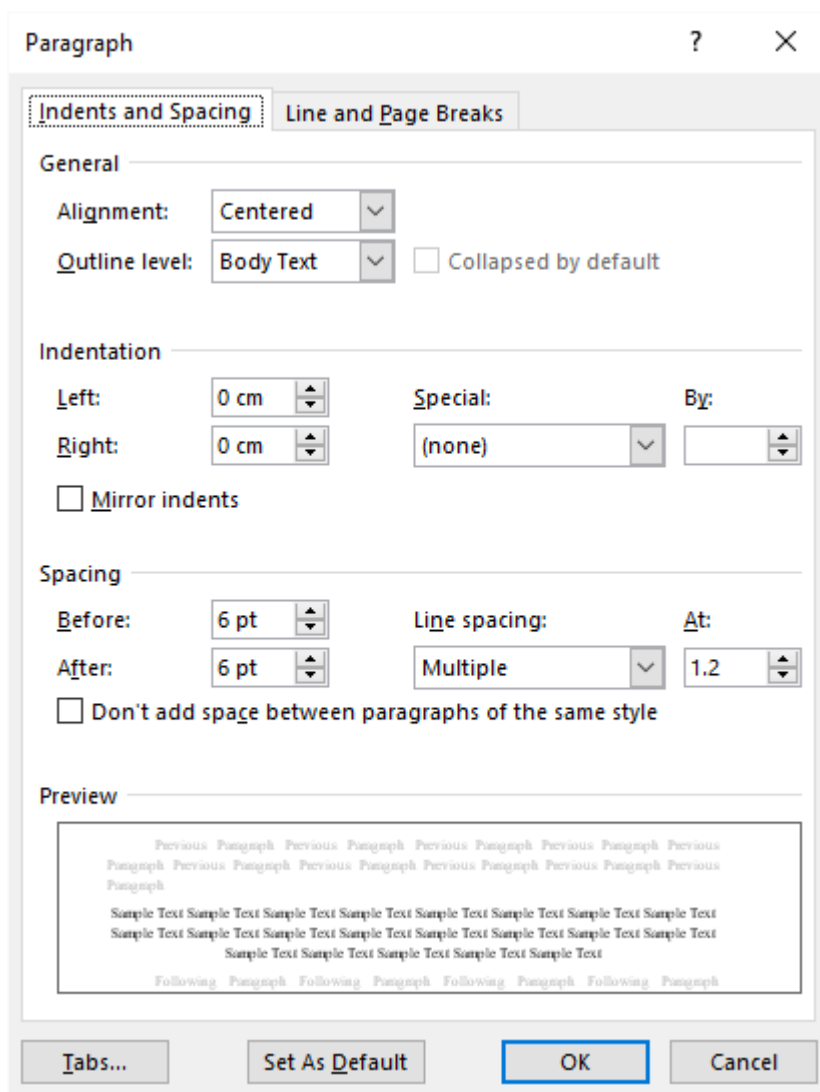 Paragraph ?
Indents and Spacing Line and Page Breaks
General
Alignment: Centered
Outline level: Body Text Collapsed by default
Indentation
Left: 0 cm Special: By:
Right: 0 cm (none)
Mirror indents
Spacing
Before: 6 pt Line spacing: At:
After: 6 pt Multiple 1.2
Don't add space between paragraphs of the same style
Preview
Previous Paragraph Previous Paragraph Previous Paragraph Previous Paragraph Previous
Paragraph Previous Paragraph Previous Paragraph Previous Paragraph Previous Paragraph Previous
Paragraph
Sample Text Sample Text Sample Text Sample Text Sample Text Sample Text Sample Text Sample Text
Sample Text Sample Text Sample Text Sample Text Sample Text Sample Text Sample Text Sample Text
Sample Text Sample Text Sample Text Sample Text Sample Text
Following Paragraph Following Paragraph Following Paragraph Following Paragraph
Tabs... Set As Default OK Cancel